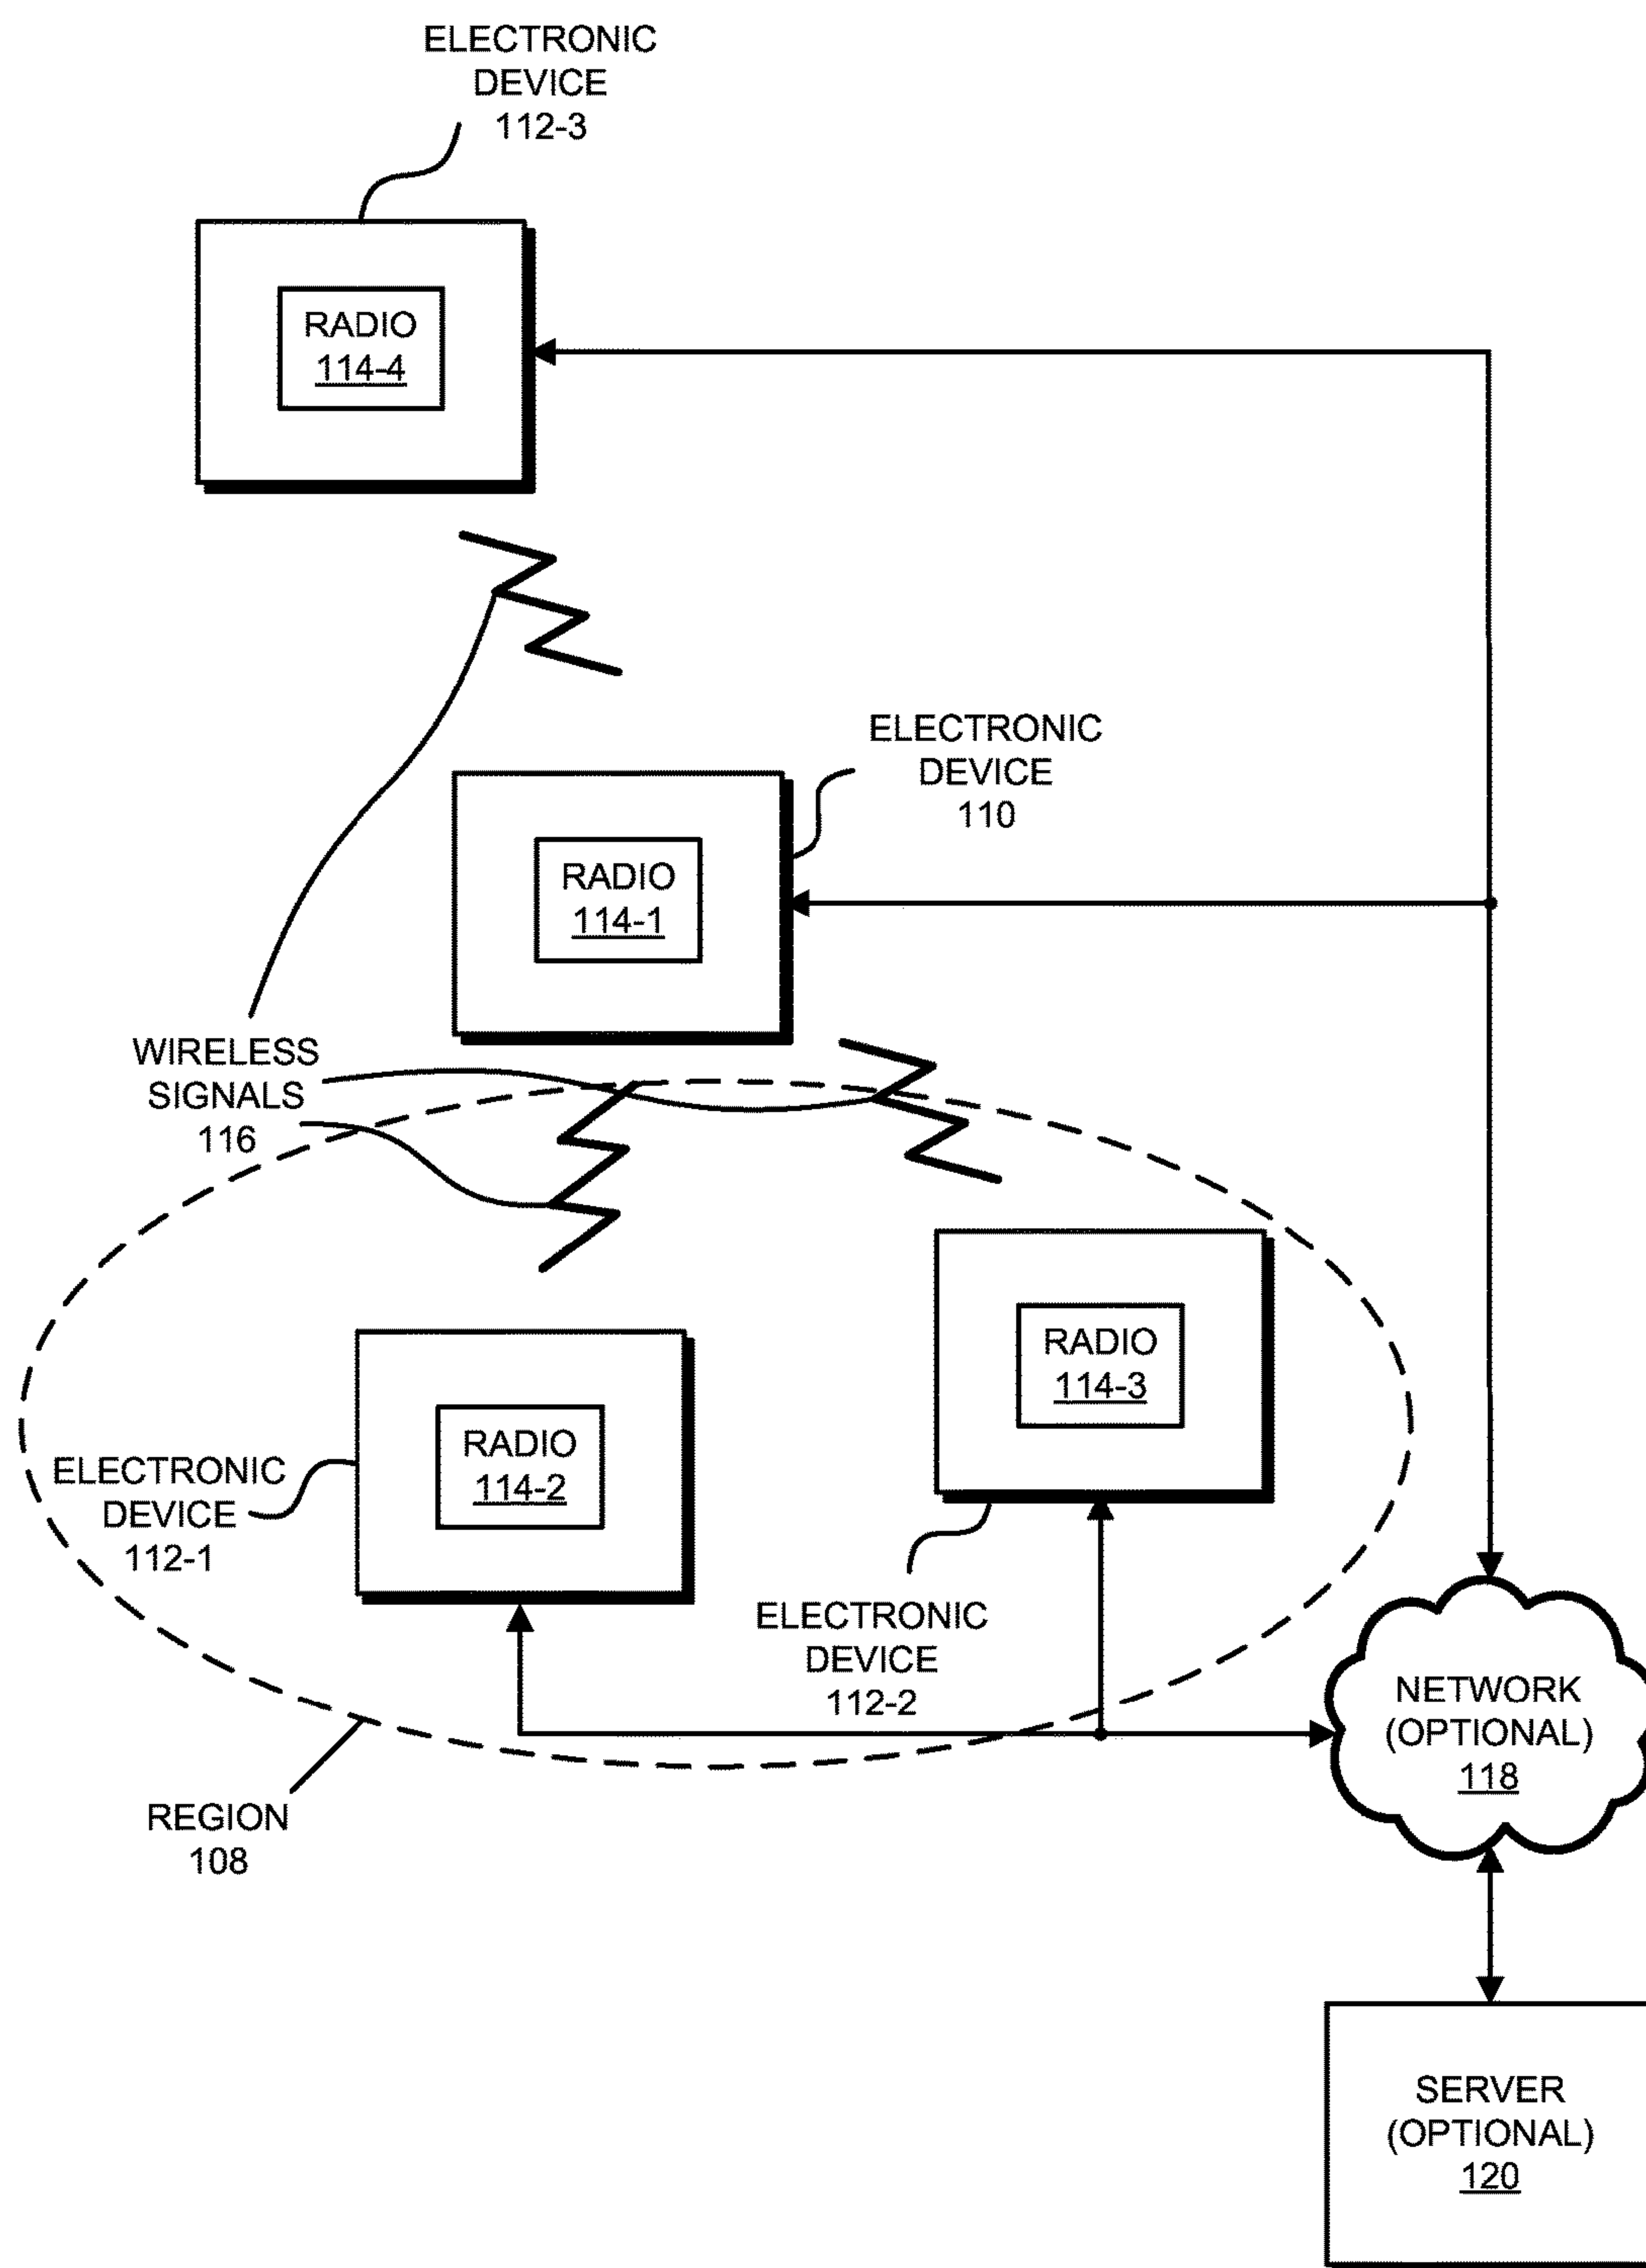 ELECTRONIC
DEVICE
112-3
RADIO
114-4
ELECTRONIC
DEVICE
110
RADIO
114-1
WIRELESS
SIGNALS
116
RADIO
114-3
RADIO
114-2
ELECTRONIC
DEVICE
112-1
ELECTRONIC
DEVICE
112-2
NETWORK
(OPTIONAL)
118
REGION
108
SERVER
(OPTIONAL)
120